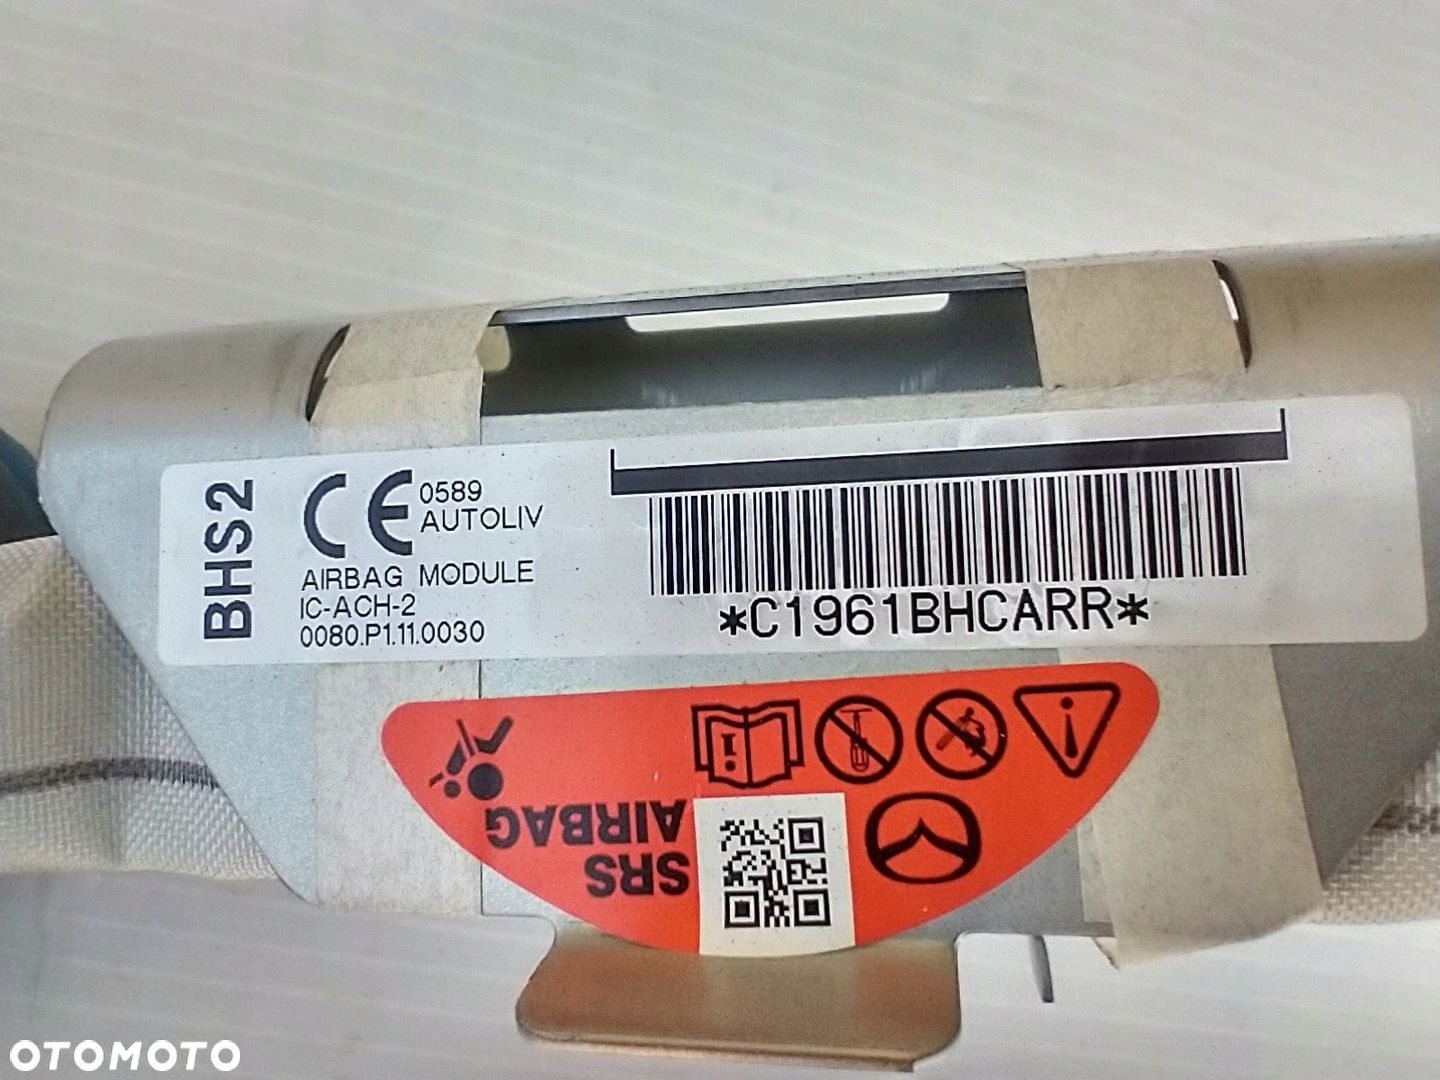 BHS2
CE 0589
AUTOLIV
AIRBAG MODULE
IC-ACH-2
0080.P1.11.0030
*C1961BHCARR*
SRS
AIRBAG
OTOMOTO